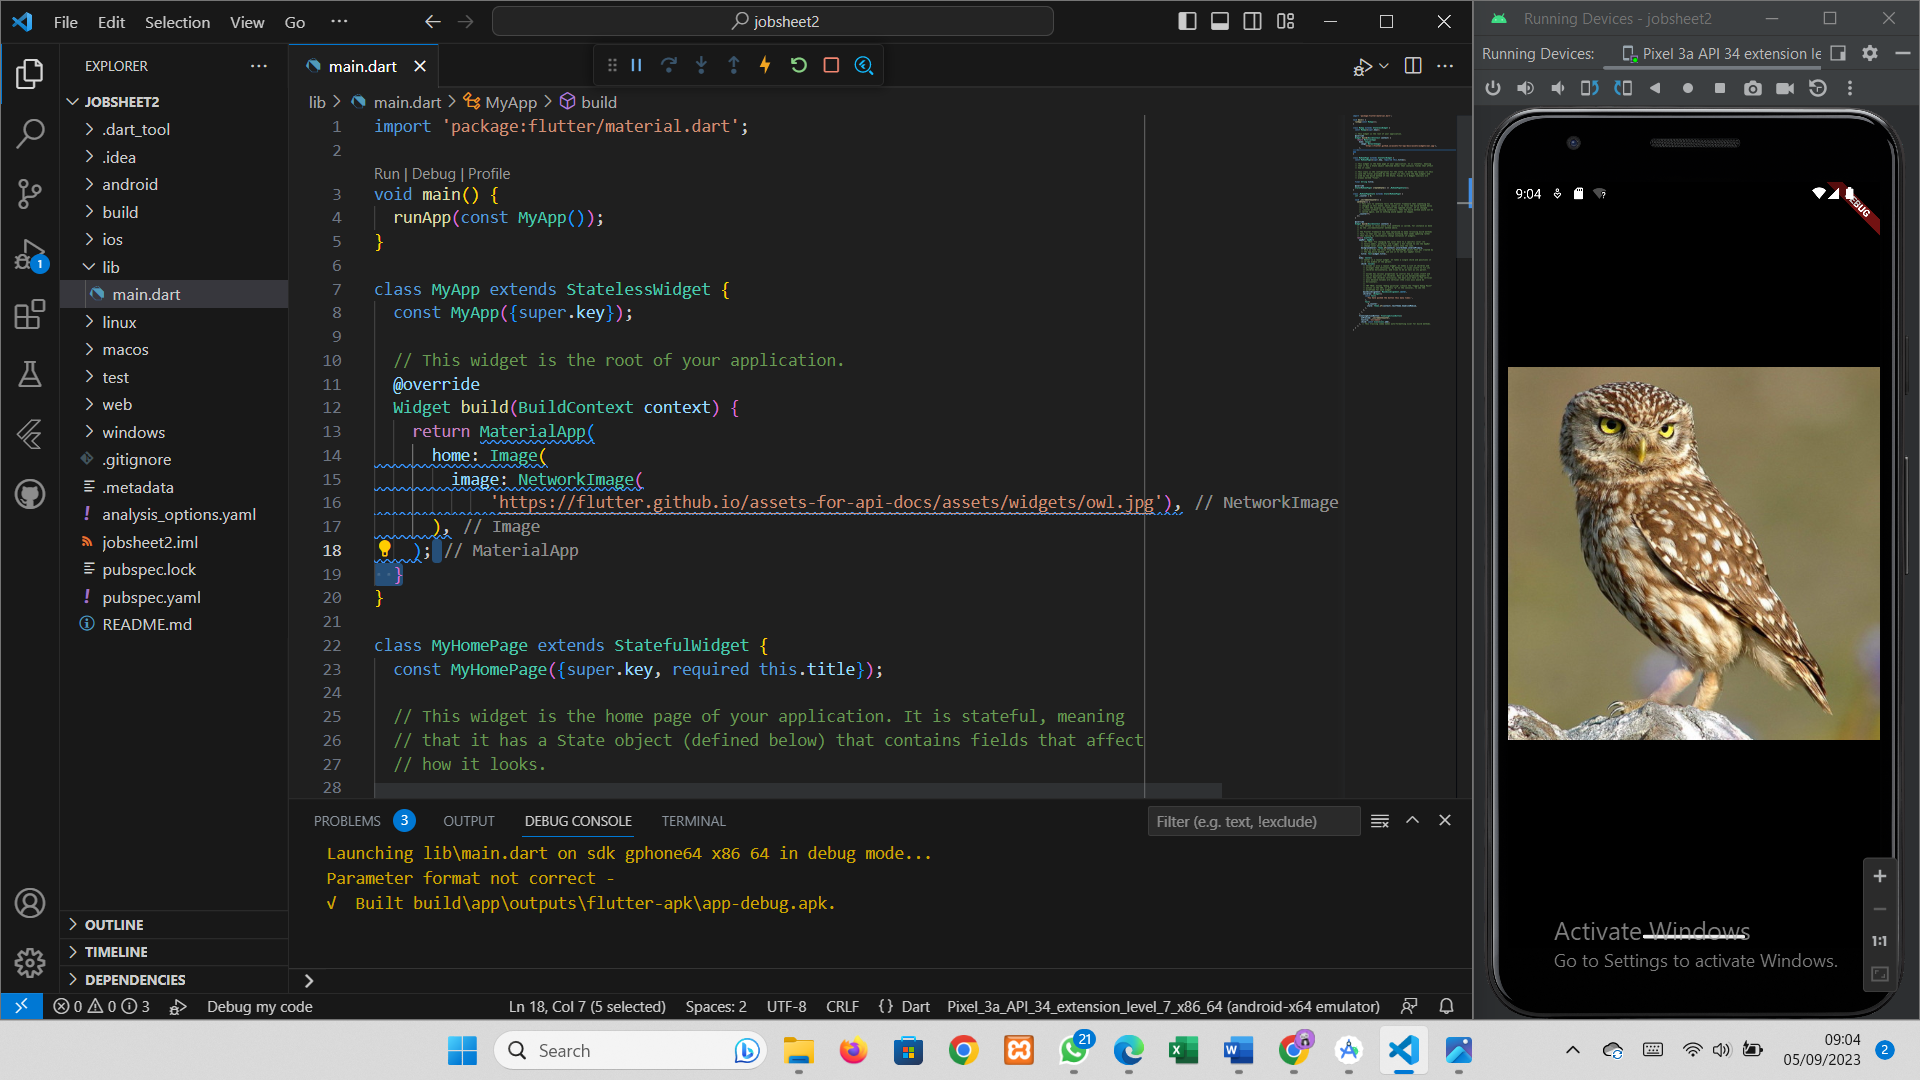 File Edit Selection View Go ··· jobsheet2
Running Devices - jobsheet2
EXPLORER ···
main.dart
Running Devices: Pixel 3a API 34 extension le
JOBSHEET2
.dart_tool
.idea
android
build
ios
lib
main.dart
linux
macos
test
web
windows
.gitignore
.metadata
analysis_options.yaml
jobsheet2.iml
pubspec.lock
pubspec.yaml
README.md
OUTLINE
TIMELINE
DEPENDENCIES
1
lib > main.dart > MyApp > build
1 import 'package:flutter/material.dart';
2
Run | Debug | Profile
3 void main() {
4 runApp(const MyApp());
5 }
6
7 class MyApp extends StatelessWidget {
8 const MyApp({super.key});
9
10 // This widget is the root of your application.
11 @override
12 Widget build(BuildContext context) {
13 return MaterialApp(
14 home: Image(
15 image: NetworkImage(
16 'https://flutter.github.io/assets-for-api-docs/assets/widgets/owl.jpg'), // NetworkImage
17 ), // Image
18 ); // MaterialApp
19 }
20 }
21
22 class MyHomePage extends StatefulWidget {
23 const MyHomePage({super.key, required this.title});
24
25 // This widget is the home page of your application. It is stateful, meaning
26 // that it has a State object (defined below) that contains fields that affect
27 // how it looks.
28
PROBLEMS 3 OUTPUT DEBUG CONSOLE TERMINAL Filter (e.g. text, !exclude)
Launching lib\main.dart on sdk gphone64 x86 64 in debug mode...
Parameter format not correct -
√ Built build\app\outputs\flutter-apk\app-debug.apk.
0 0 3 Debug my code Ln 18, Col 7 (5 selected) Spaces: 2 UTF-8 CRLF { } Dart Pixel_3a_API_34_extension_level_7_x86_64 (android-x64 emulator)
9:04
1:1
Activate Windows
Go to Settings to activate Windows.
Search
21
09:04
05/09/2023
2